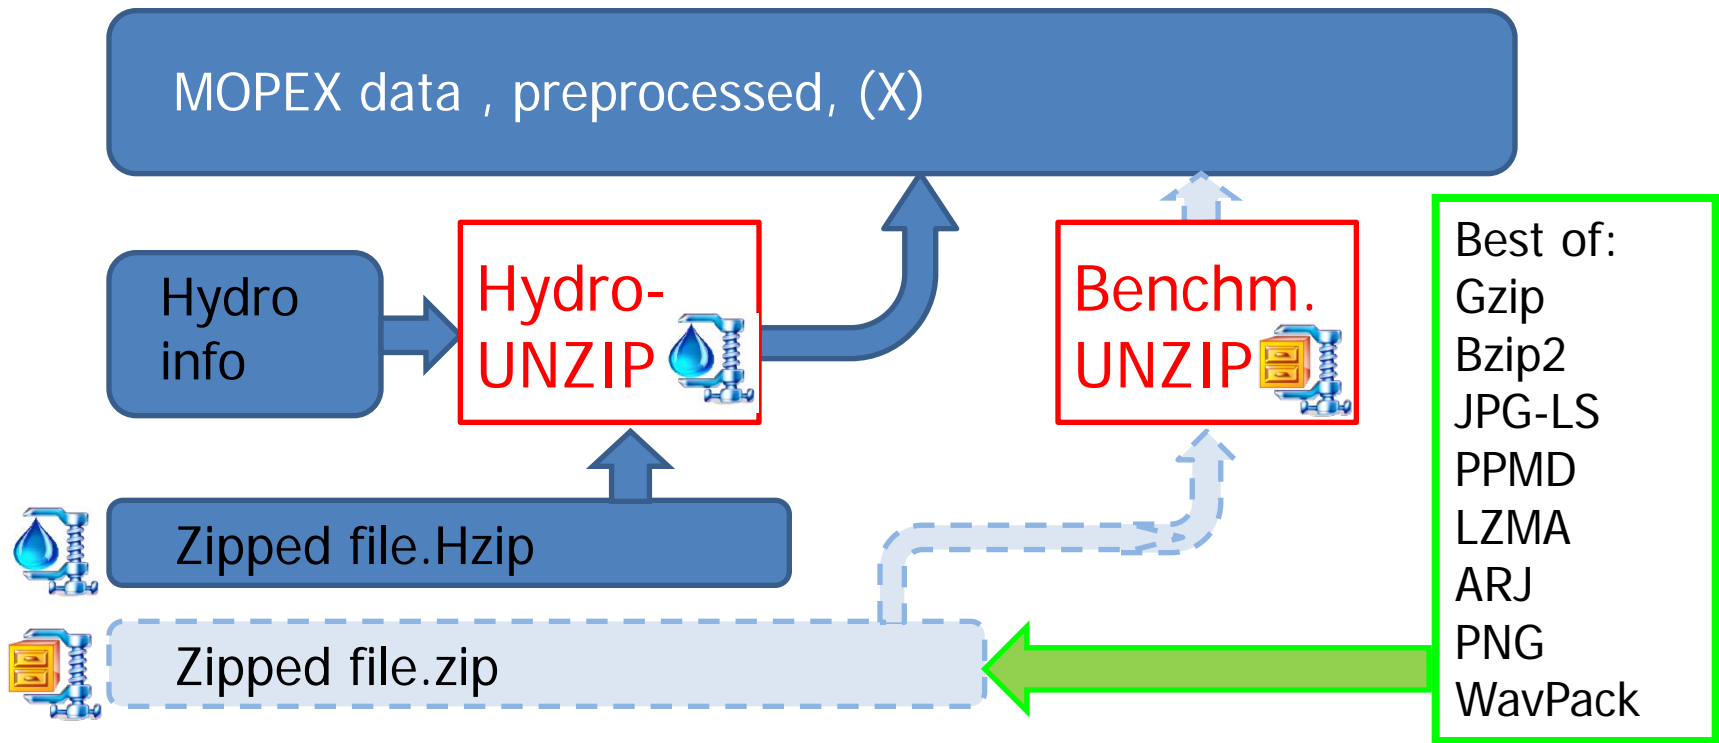 MOPEX data , preprocessed, (X)
Hydro
info
Hydro-
UNZIP
Benchm.
UNZIP
Best of:
Gzip
Bzip2
JPG-LS
PPMD
LZMA
ARJ
PNG
WavPack
Zipped file.Hzip
Zipped file.zip